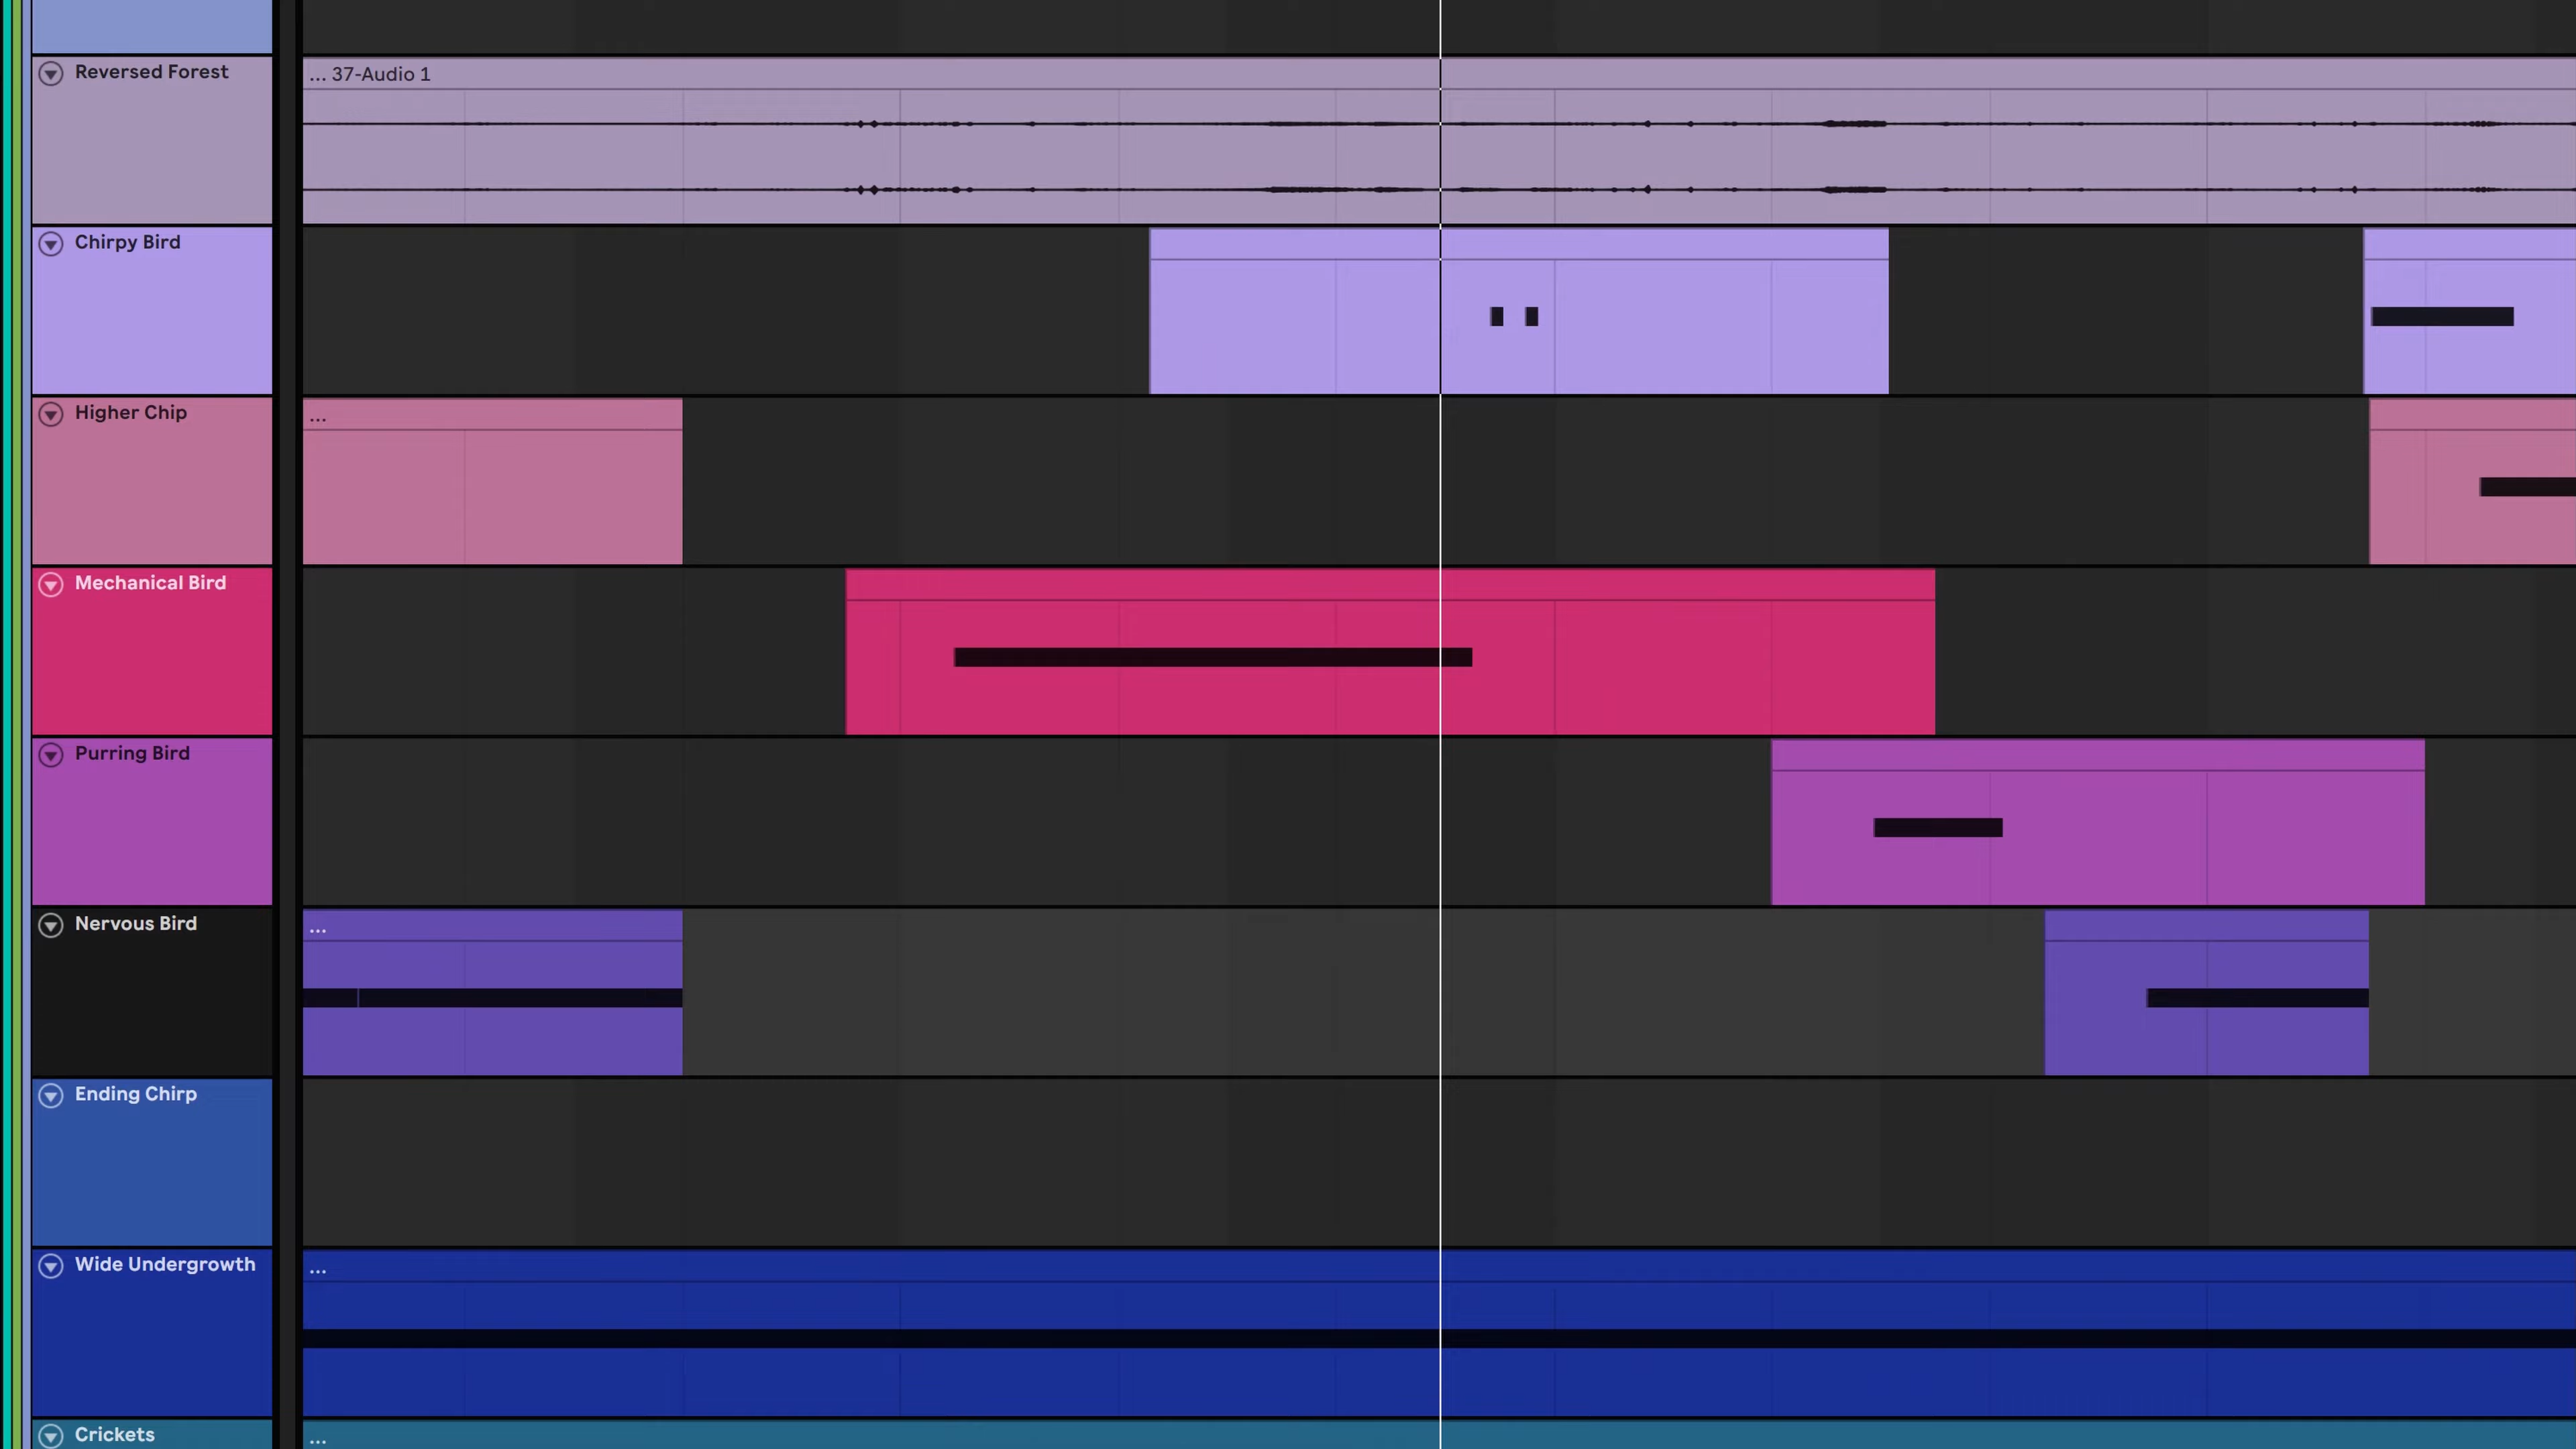 Reversed Forest
... 37-Audio 1
Chirpy Bird
Higher Chip
...
Mechanical Bird
Purring Bird
Nervous Bird
...
Ending Chirp
Wide Undergrowth
...
Crickets
...